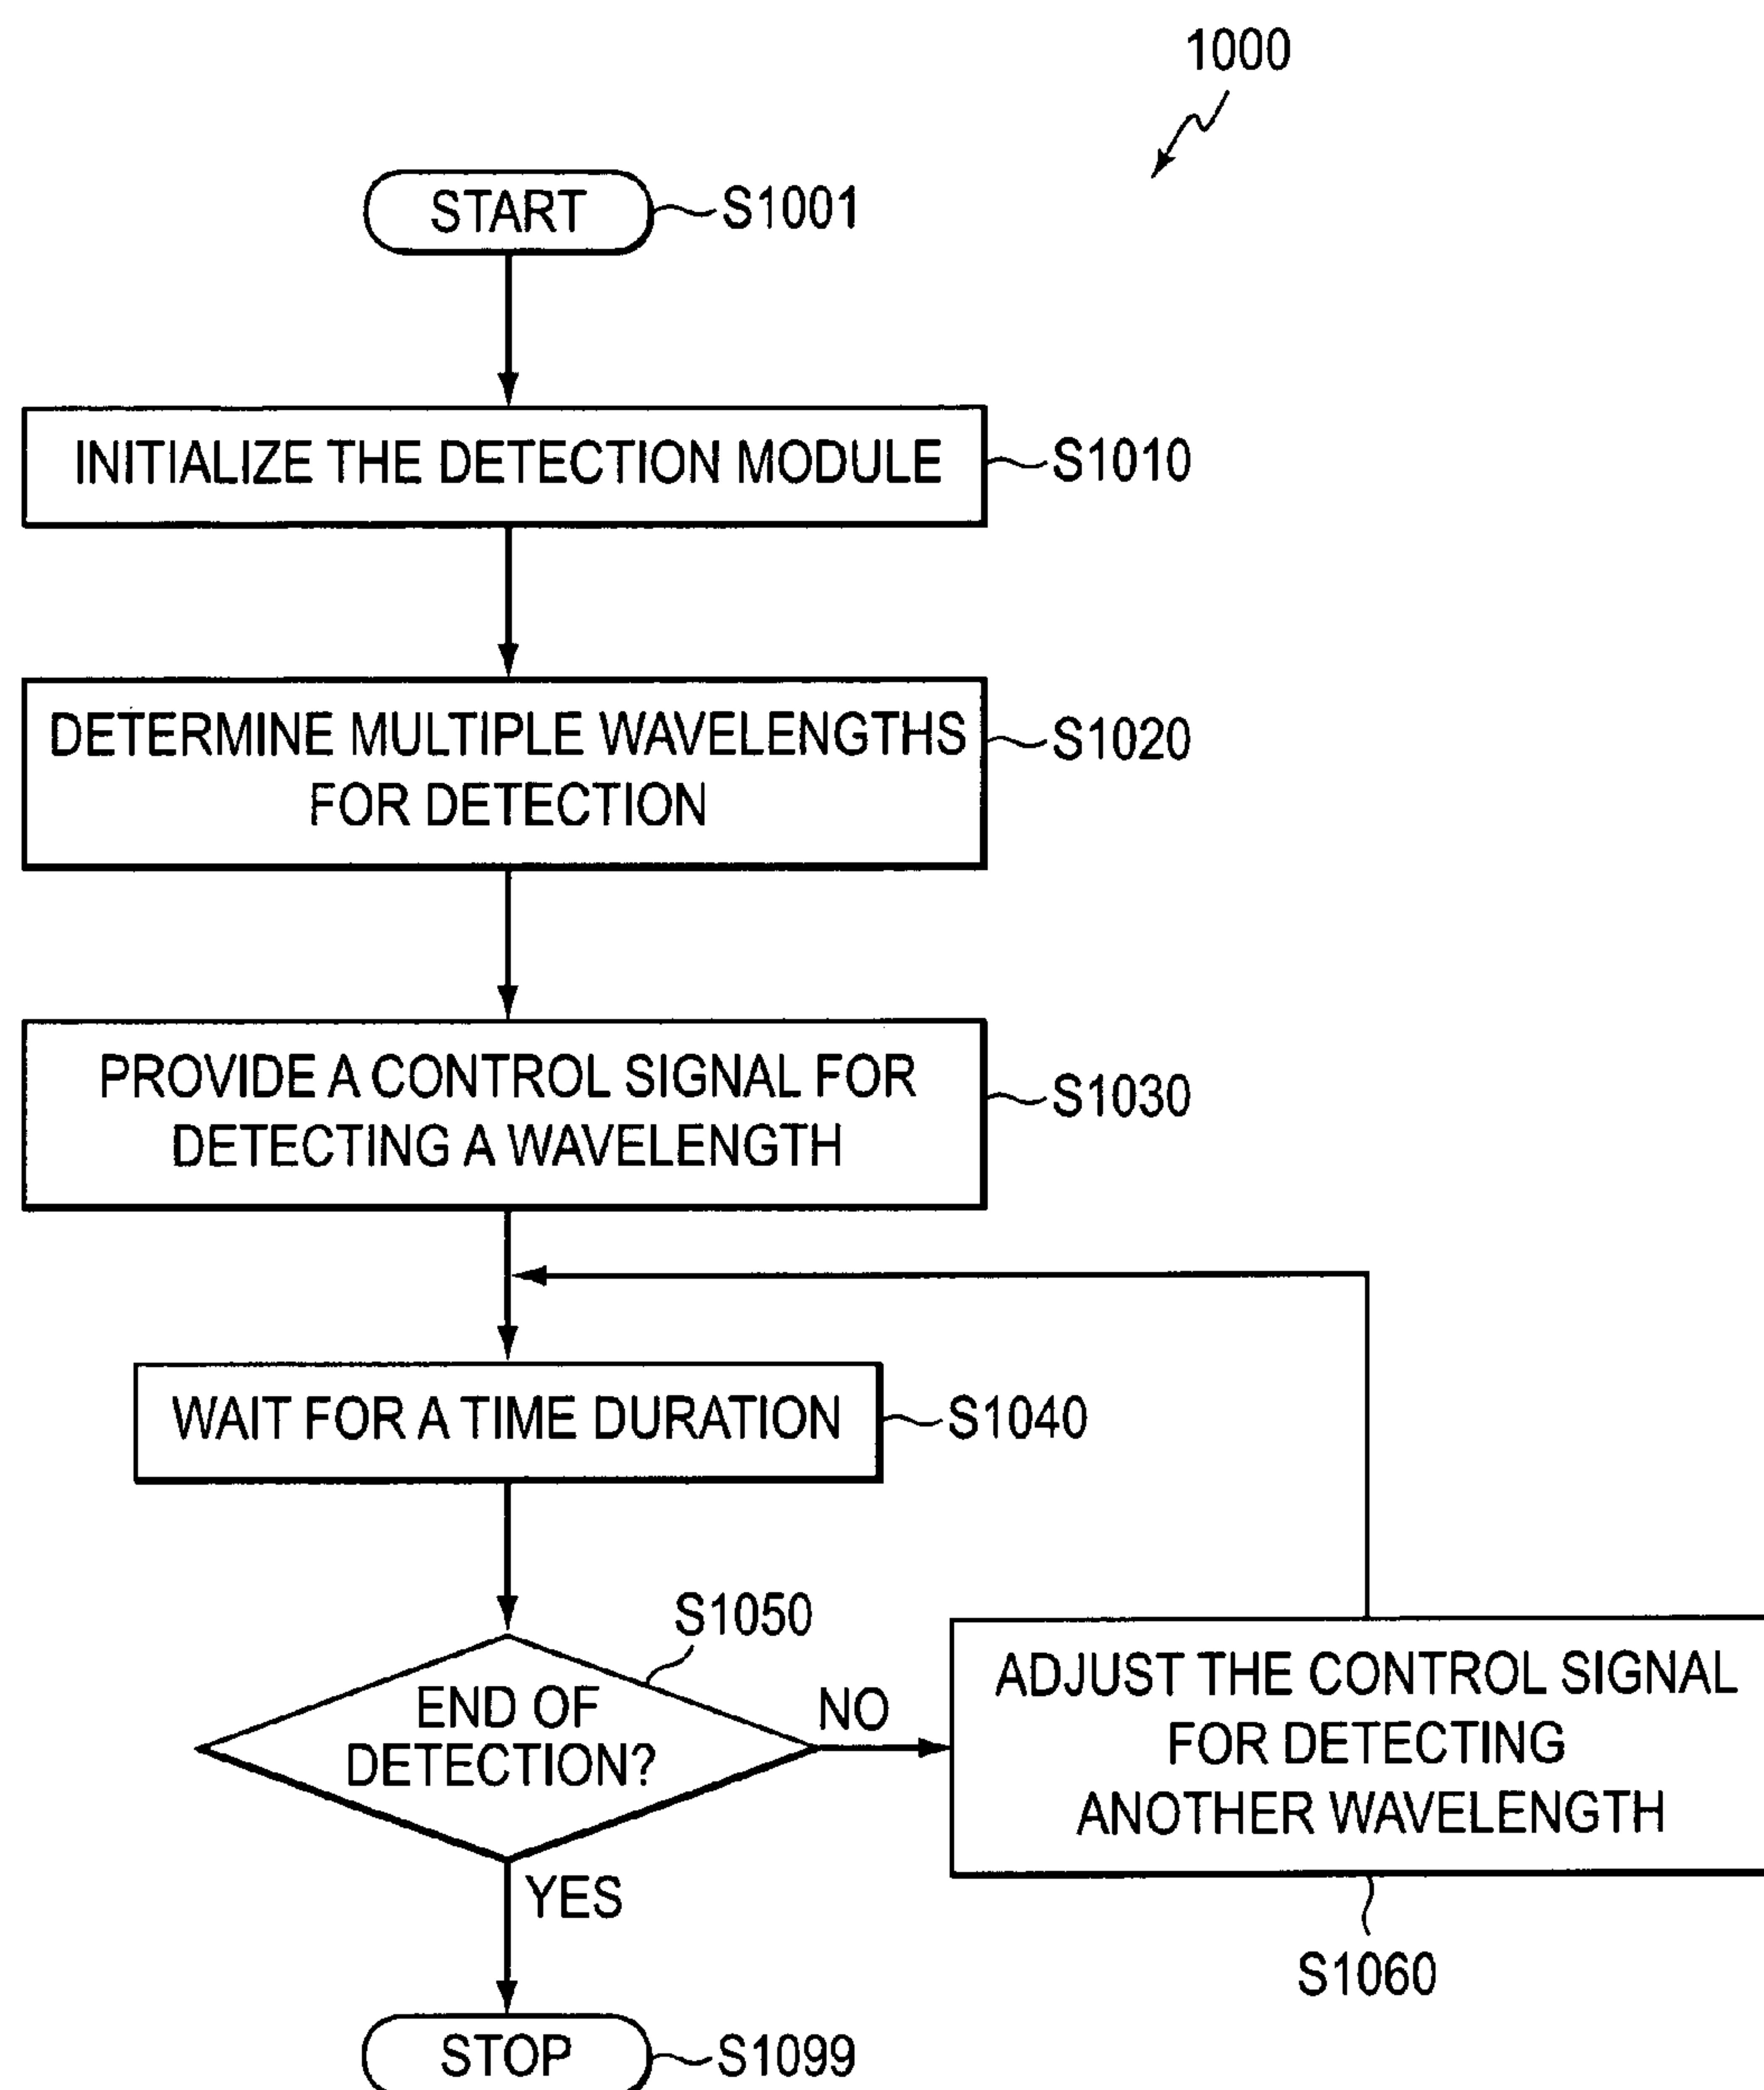 1000
START
S1001
INITIALIZE THE DETECTION MODULE
S1010
DETERMINE MULTIPLE WAVELENGTHS
FOR DETECTION
S1020
PROVIDE A CONTROL SIGNAL FOR
DETECTING A WAVELENGTH
S1030
WAIT FOR A TIME DURATION
S1040
S1050
END OF
DETECTION?
NO
ADJUST THE CONTROL SIGNAL
FOR DETECTING
ANOTHER WAVELENGTH
YES
S1060
STOP
S1099